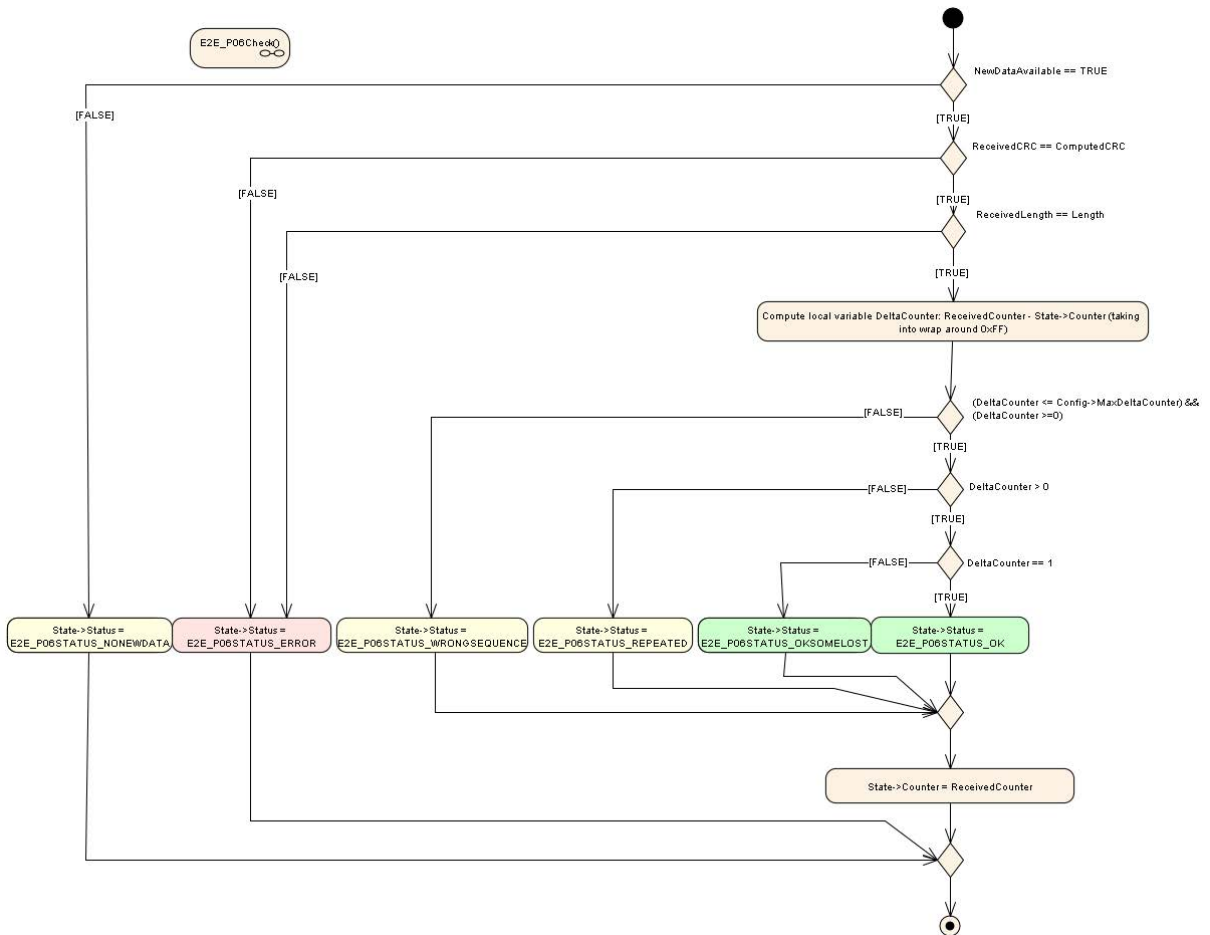 E2E_P06Check()
NewDataAvailable == TRUE
[FALSE]
[TRUE]
ReceivedCRC == ComputedCRC
[FALSE]
[TRUE]
ReceivedLength == Length
[FALSE]
[TRUE]
Compute local variable DeltaCounter: ReceivedCounter - State->Counter (taking
into wrap around 0xFF)
(DeltaCounter <= Config->MaxDeltaCounter) &&
(DeltaCounter >=0)
[FALSE]
[TRUE]
DeltaCounter > 0
[FALSE]
[TRUE]
DeltaCounter == 1
[FALSE]
[TRUE]
State->Status =
E2E_P06STATUS_NONEWDATA
State->Status =
E2E_P06STATUS_ERROR
State->Status =
E2E_P06STATUS_WRONGSEQUENCE
State->Status =
E2E_P06STATUS_REPEATED
State->Status =
E2E_P06STATUS_OKSOMELOST
State->Status =
E2E_P06STATUS_OK
State->Counter = ReceivedCounter